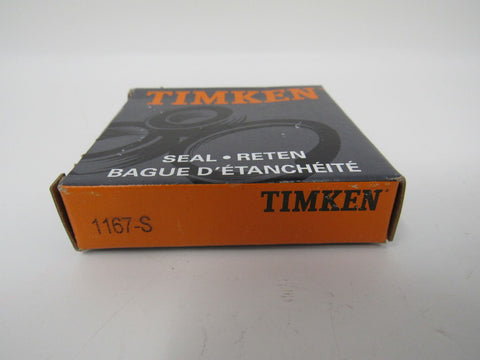 TIMKEN
SEAL • RETEN
BAGUE D'ÉTANCHÉITÉ
TIMKEN
1167-S